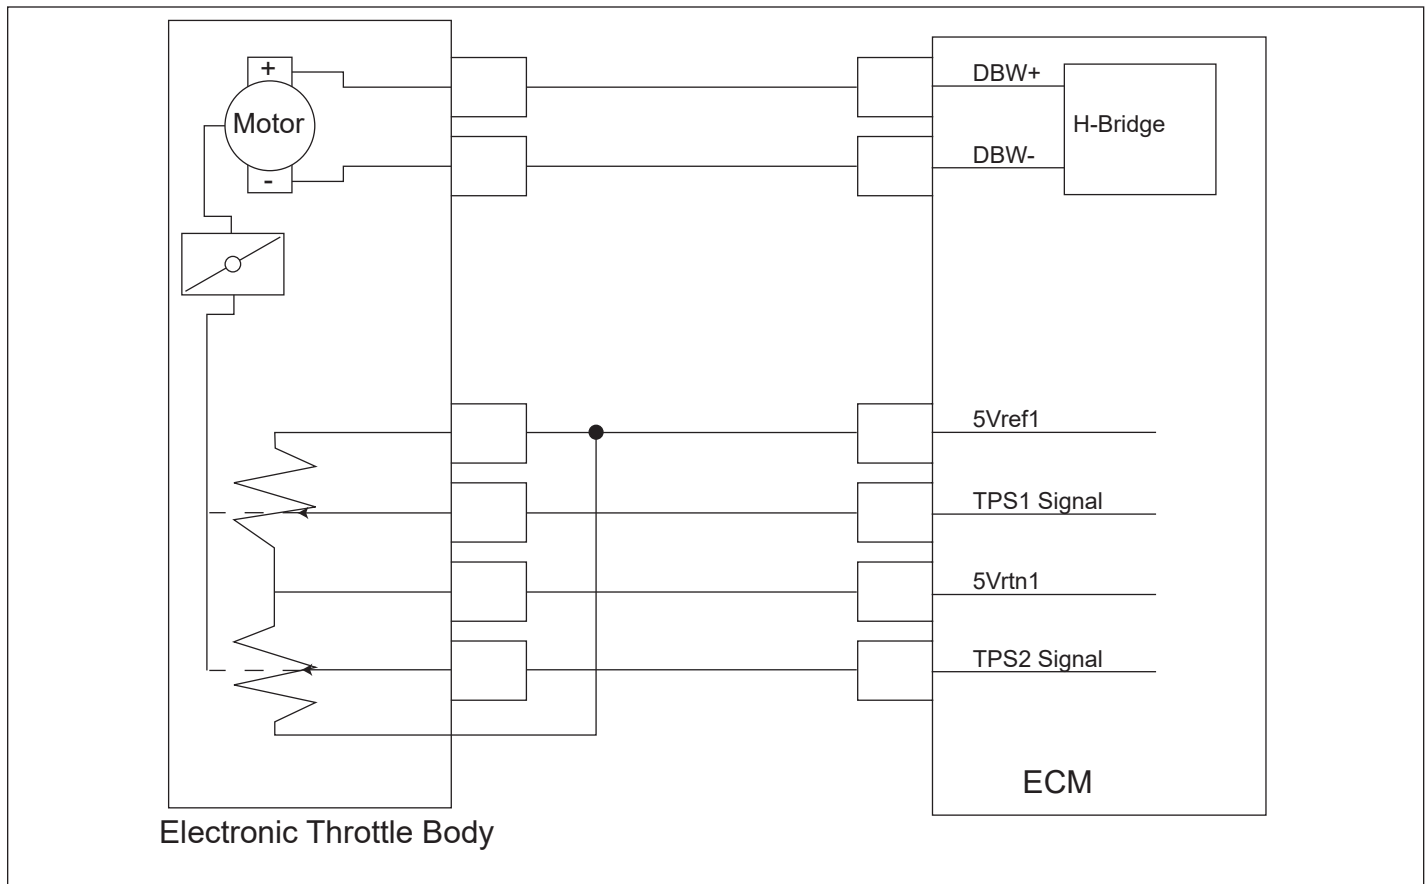 +
Motor
-
DBW+
H-Bridge
DBW-
5Vref1
TPS1 Signal
5Vrtn1
TPS2 Signal
ECM
Electronic Throttle Body